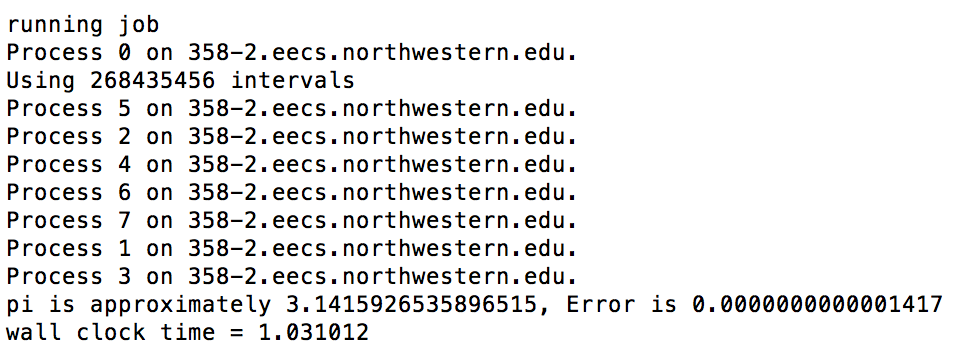 running job
Process 0 on 358-2.eecs.northwestern.edu.
Using 268435456 intervals
Process 5 on 358-2.eecs.northwestern.edu.
Process 2 on 358-2.eecs.northwestern.edu.
Process 4 on 358-2.eecs.northwestern.edu.
Process 6 on 358-2.eecs.northwestern.edu.
Process 7 on 358-2.eecs.northwestern.edu.
Process 1 on 358-2.eecs.northwestern.edu.
Process 3 on 358-2.eecs.northwestern.edu.
pi is approximately 3.1415926535896515, Error is 0.0000000000001417
wall clock time = 1.031012